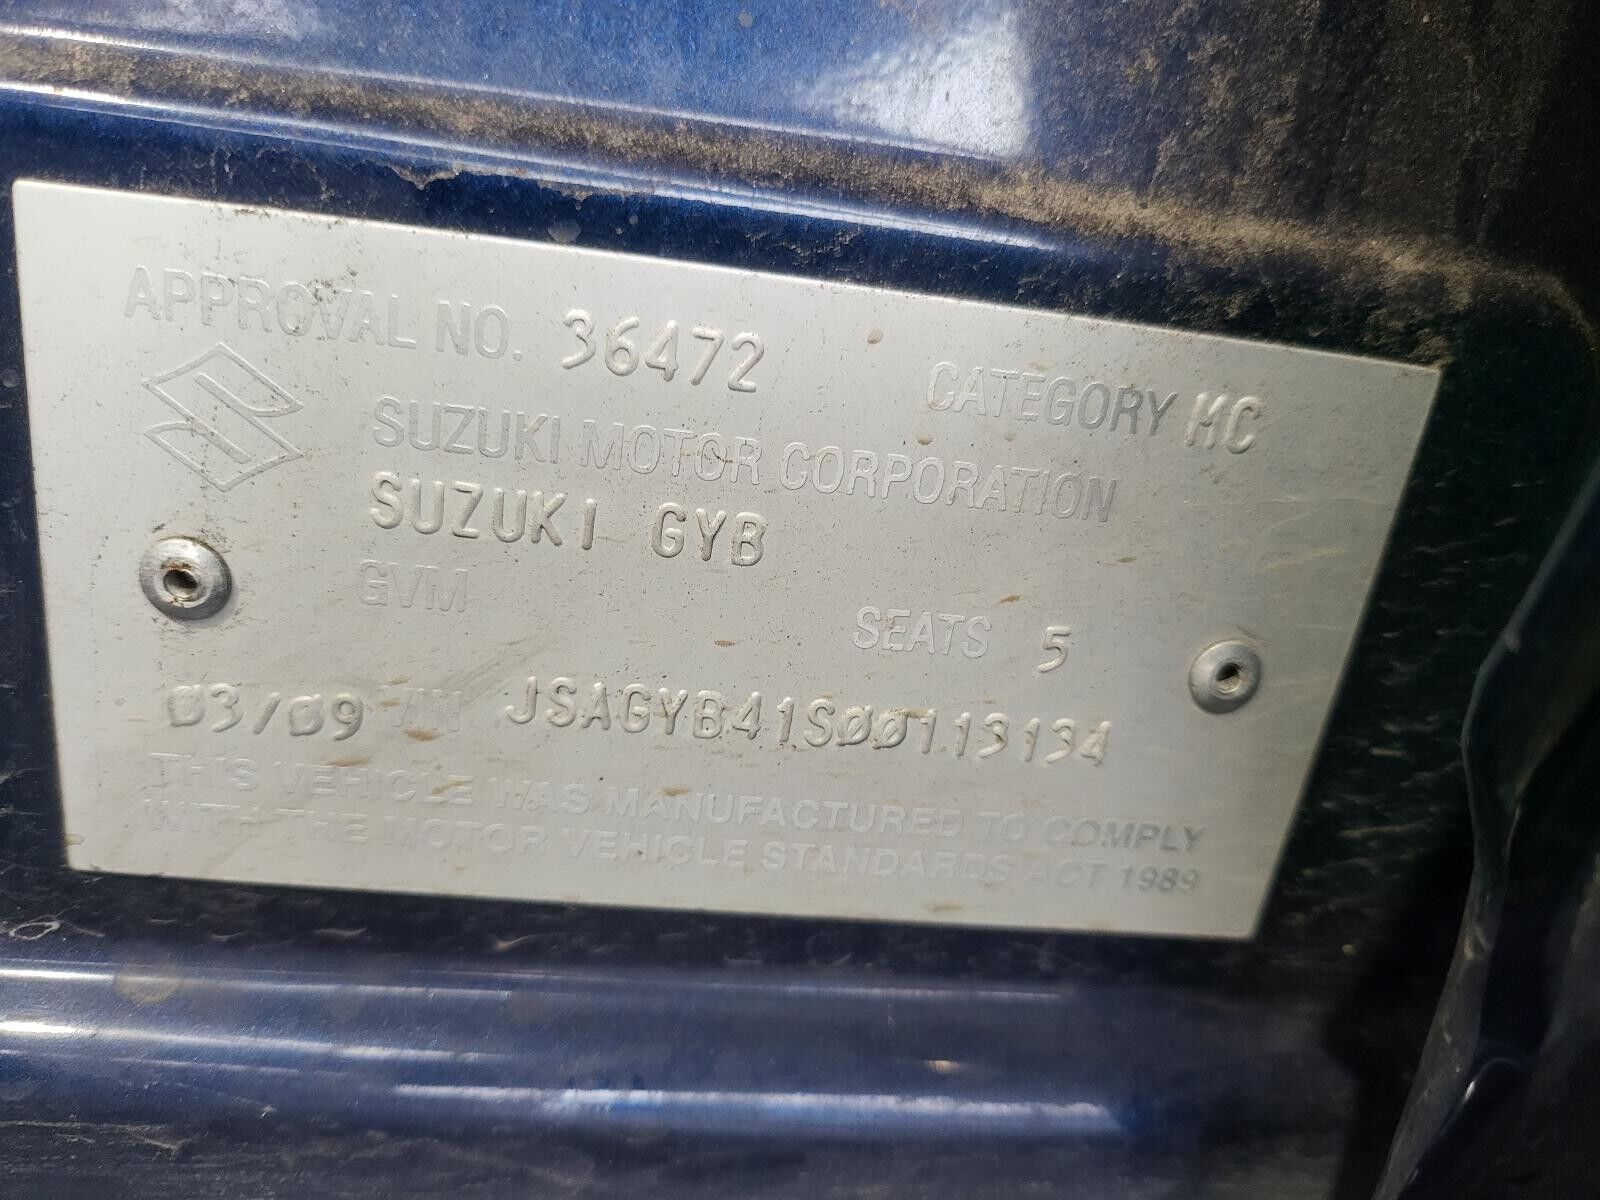 APPROVAL NO. 36472 CATEGORY MC
SUZUKI MOTOR CORPORATION
SUZUKI GYB
GVM SEATS 5
03/09 VIN JSAGYB41S00113134
THIS VEHICLE WAS MANUFACTURED TO COMPLY
WITH THE MOTOR VEHICLE STANDARDS ACT 1989